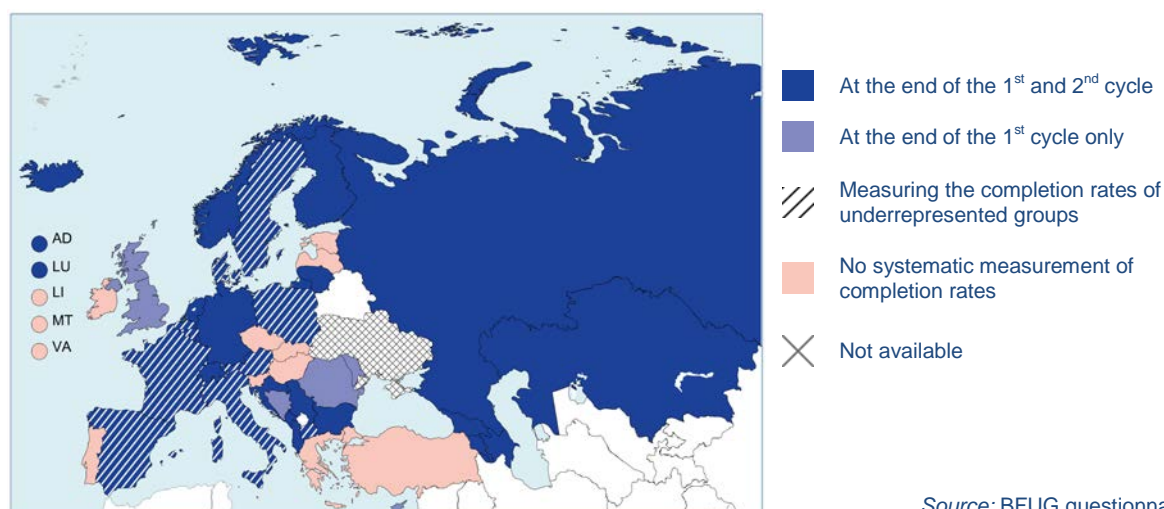 AD
LU
LI
MT
VA
At the end of the 1st and 2nd cycle
At the end of the 1st cycle only
Measuring the completion rates of
underrepresented groups
No systematic measurement of
completion rates
Not available
Source: BFUG